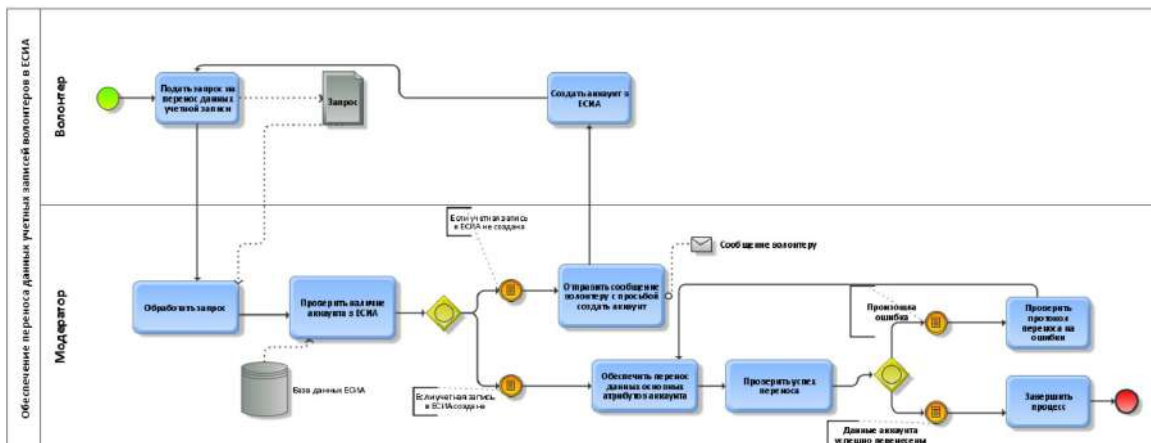 Обеспечение переноса данных учетных записей волонтеров в ЕСИА
Волонтер
Подать запрос на
перенос данных
учетной записи
Запрос
Создать аккаунт в
ЕСИА
Модератор
Если учетная запись
в ЕСИА не создана
Сообщение волонтеру
Обработать запрос
Проверить наличие
аккаунта в ЕСИА
Отправить сообщение
волонтеру с просьбой
создать аккаунт
Произошла
ошибка
Проверить
протокол
переноса на
ошибки
База данных ЕСИА
Если учетная запись
в ЕСИА создана
Обеспечить перенос
данных основных
атрибутов аккаунта
Проверить успех
переноса
Завершить
процесс
Данные аккаунта
успешно перенесены